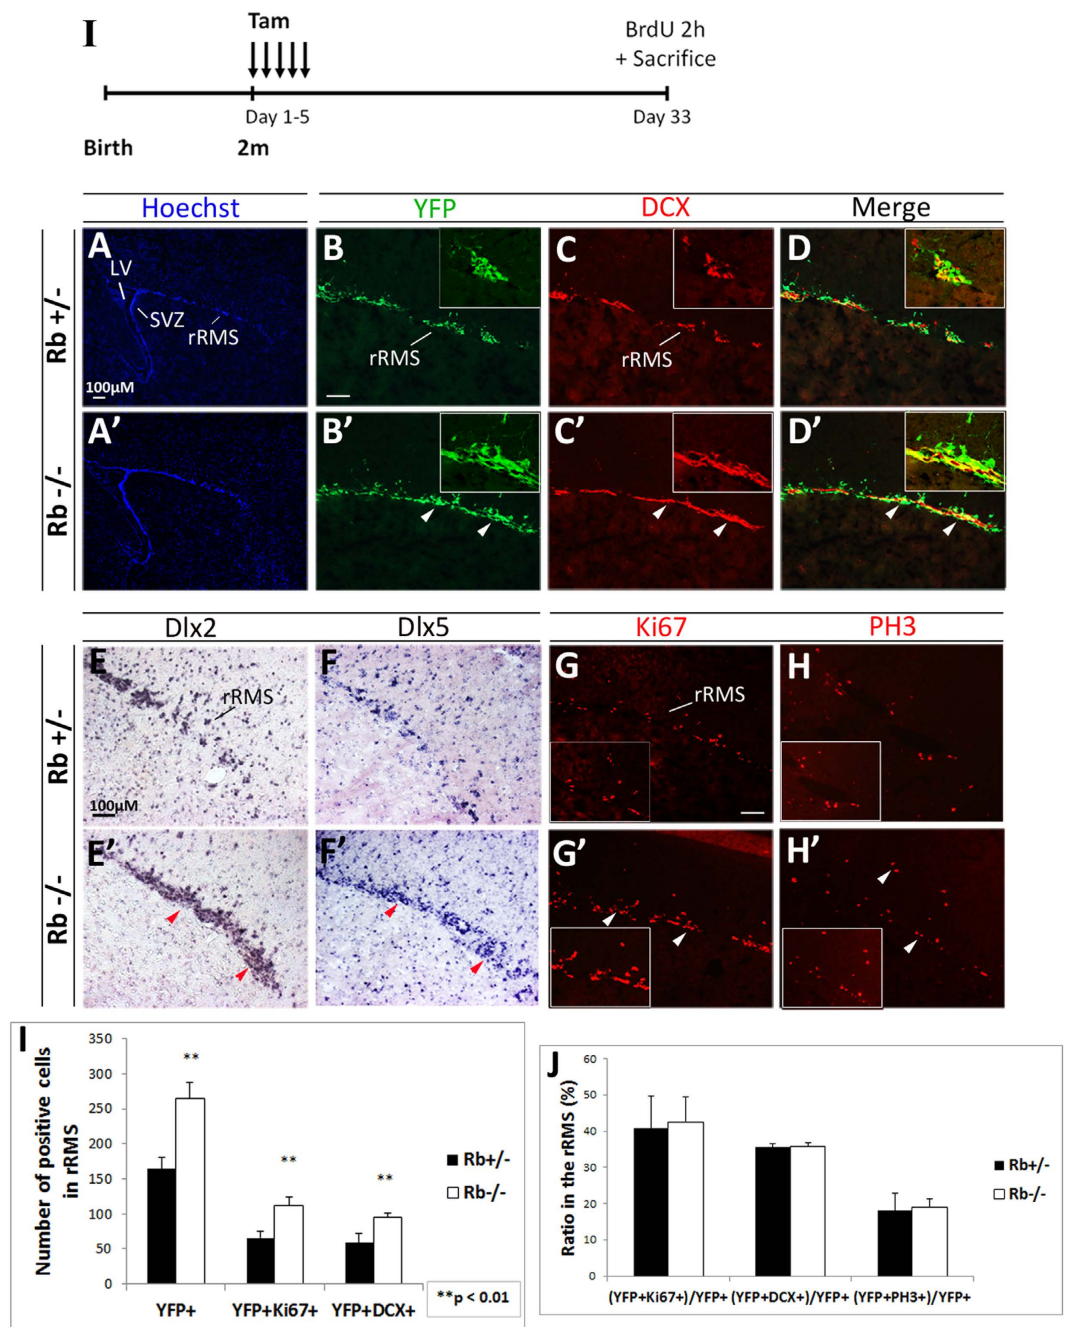 I
Tam
BrdU 2h
+ Sacrifice
Day 1-5
Day 33
Birth
2m
Hoechst
YFP
DCX
Merge
Rb +/-
A
LV
SVZ
rRMS
100µM
B
rRMS
C
rRMS
D
Rb -/-
A'
B'
C'
D'
Dlx2
Dlx5
Ki67
PH3
Rb +/-
E
rRMS
100µM
F
G
rRMS
H
Rb -/-
E'
F'
G'
H'
I
Number of positive cells
in rRMS
350
300
250
200
150
100
50
0
**
**
**
YFP+
YFP+Ki67+
YFP+DCX+
Rb+/-
Rb-/-
**p < 0.01
J
Ratio in the rRMS (%)
60
50
40
30
20
10
0
(YFP+Ki67+)/YFP+
(YFP+DCX+)/YFP+
(YFP+PH3+)/YFP+
Rb+/-
Rb-/-